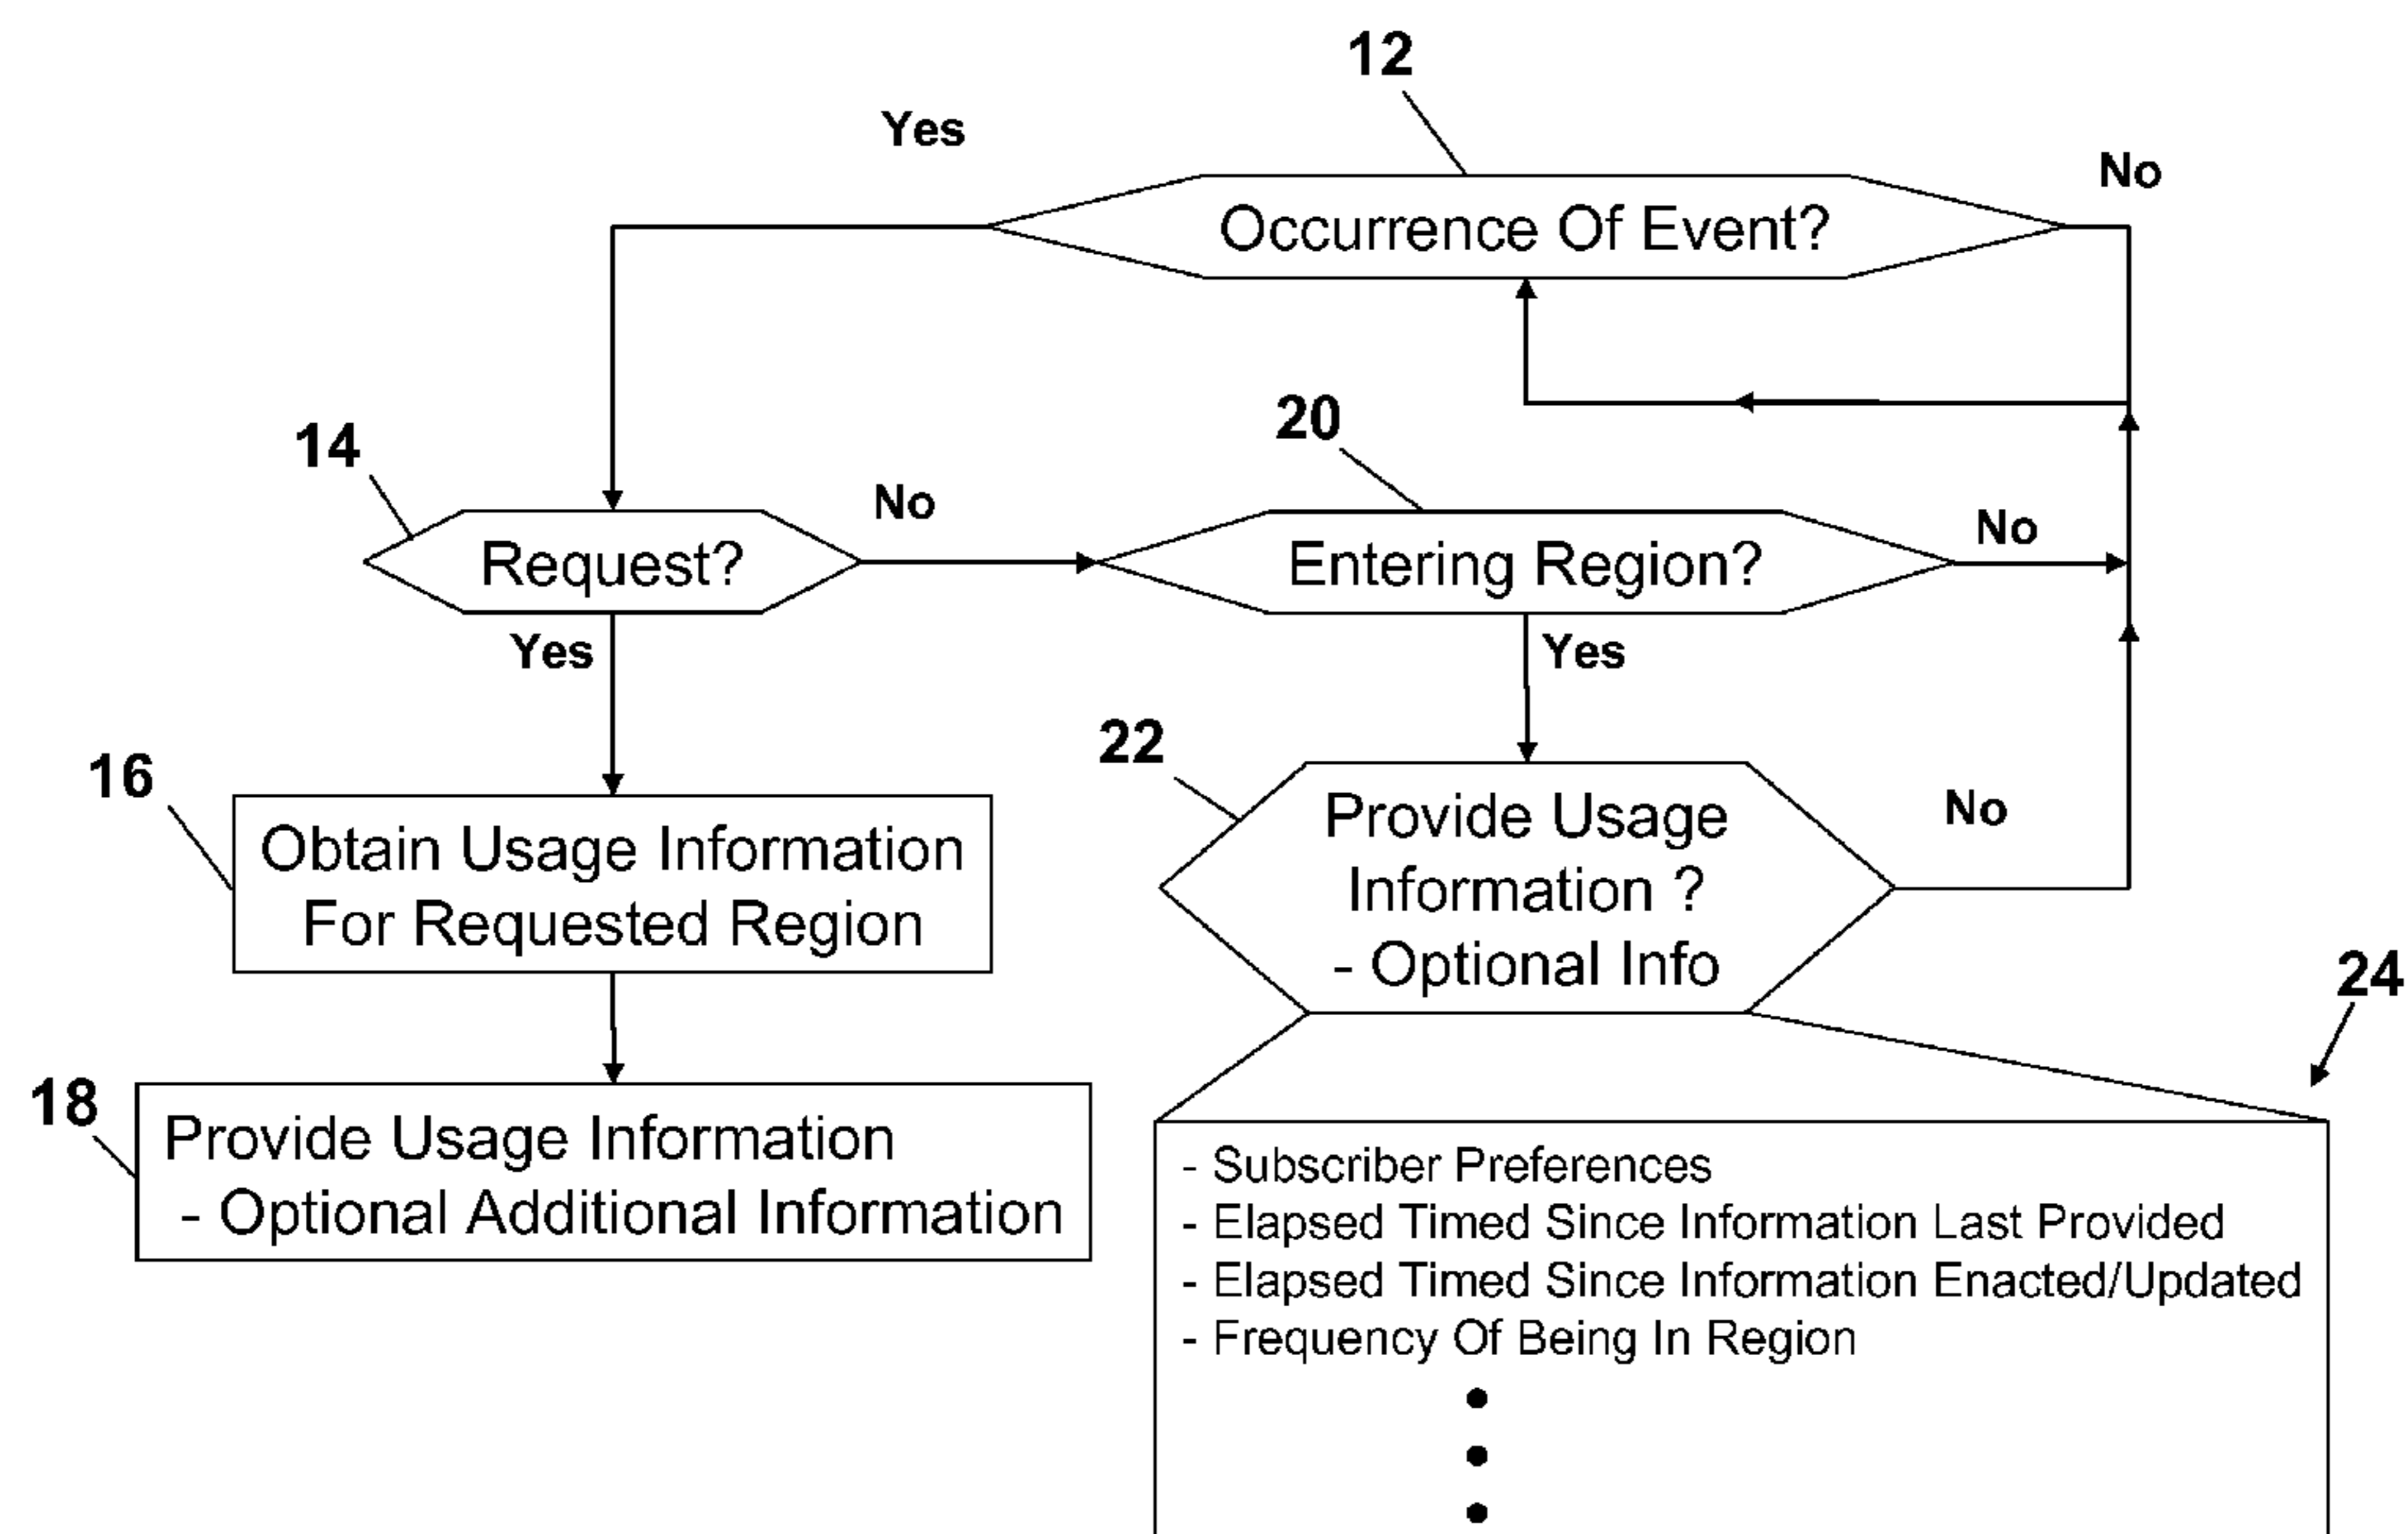 12
Yes
No
Occurrence Of Event?
14
20
No
No
Request?
Entering Region?
Yes
Yes
16
22
No
Obtain Usage Information
For Requested Region
Provide Usage
Information ?
- Optional Info
24
18
Provide Usage Information
- Optional Additional Information
- Subscriber Preferences
- Elapsed Timed Since Information Last Provided
- Elapsed Timed Since Information Enacted/Updated
- Frequency Of Being In Region